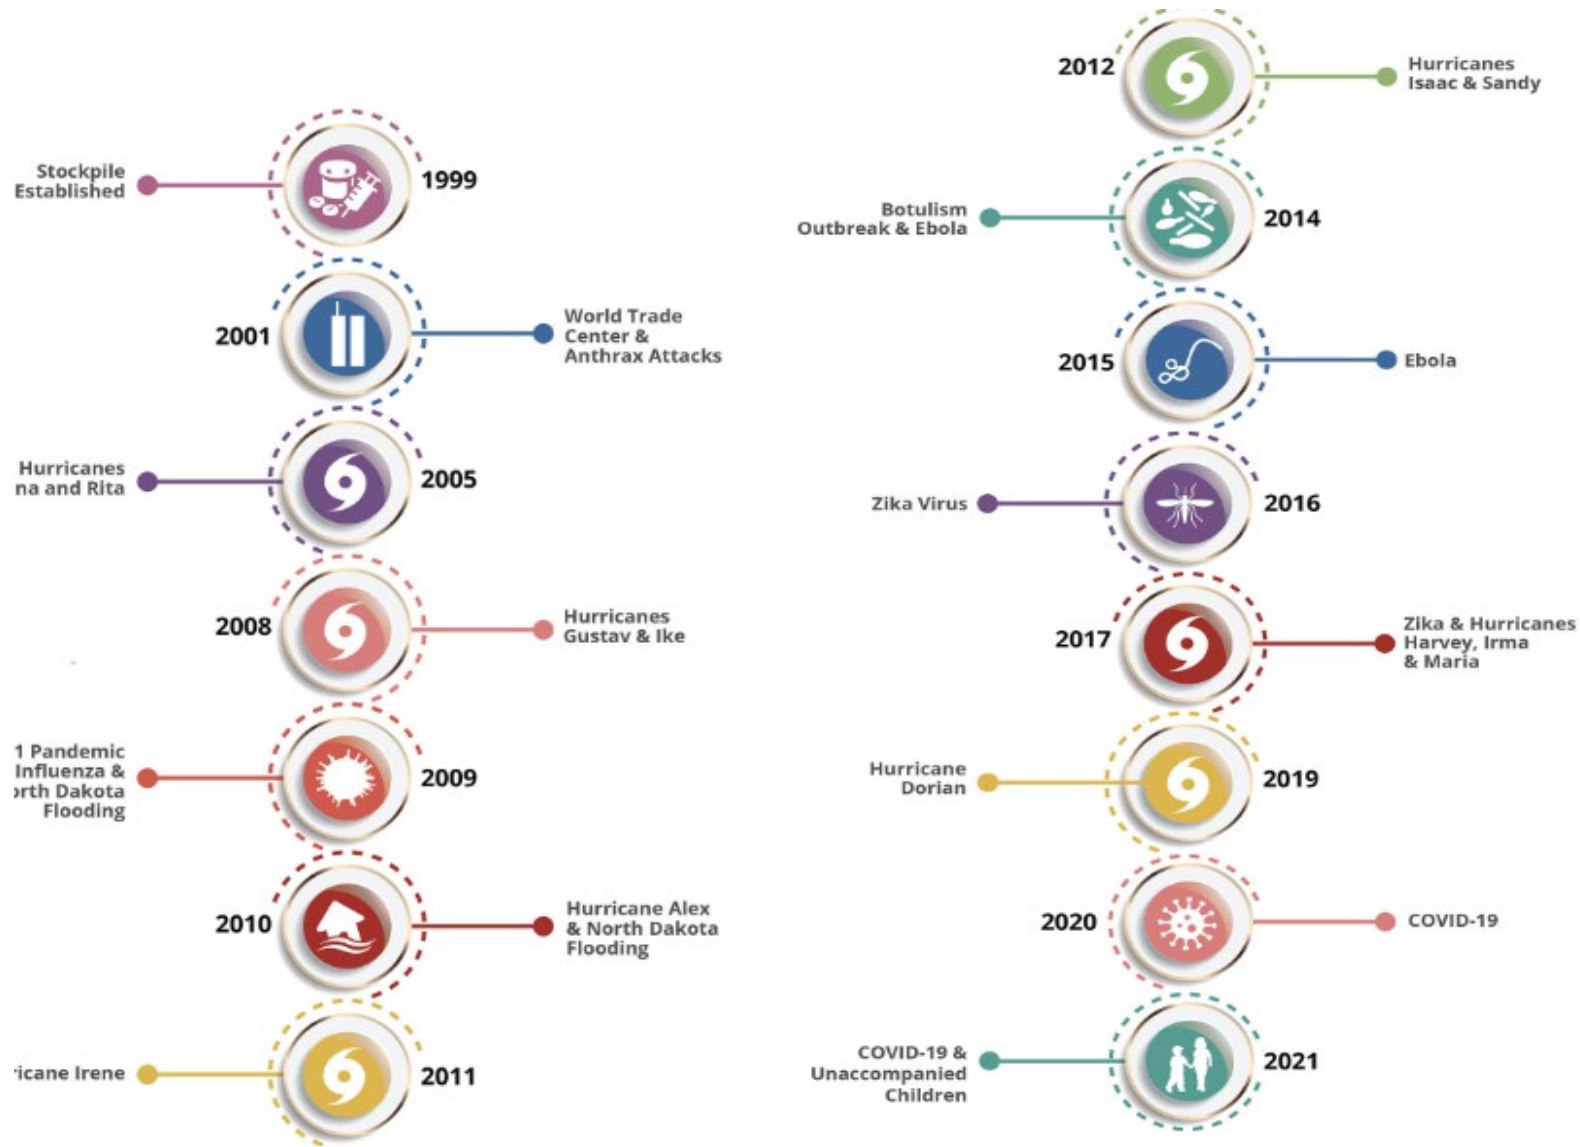 Stockpile
Established
1999
2001
World Trade
Center &
Anthrax Attacks
Hurricanes
na and Rita
2005
2008
Hurricanes
Gustav & Ike
1 Pandemic
Influenza &
orth Dakota
Flooding
2009
2010
Hurricane Alex
& North Dakota
Flooding
ricane Irene
2011
2012
Hurricanes
Isaac & Sandy
Botulism
Outbreak & Ebola
2014
2015
Ebola
Zika Virus
2016
2017
Zika & Hurricanes
Harvey, Irma
& Maria
Hurricane
Dorian
2019
2020
COVID-19
COVID-19 &
Unaccompanied
Children
2021